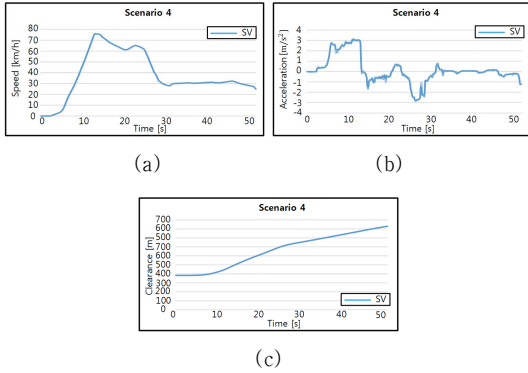 Scenario 4
SV
Speed [km/h]
80
70
60
50
40
30
20
10
0
0 10 20 30 40 50
Time [s]
(a)
Scenario 4
SV
Acceleration [m/s²]
4
3
2
1
0
-1
-2
-3
-4
0 10 20 30 40 50
Time [s]
(b)
Scenario 4
Clearance [m]
700
600
500
600
500
400
300
200
100
0
0 10 20 30 40 50
Time [s]
SV
(c)